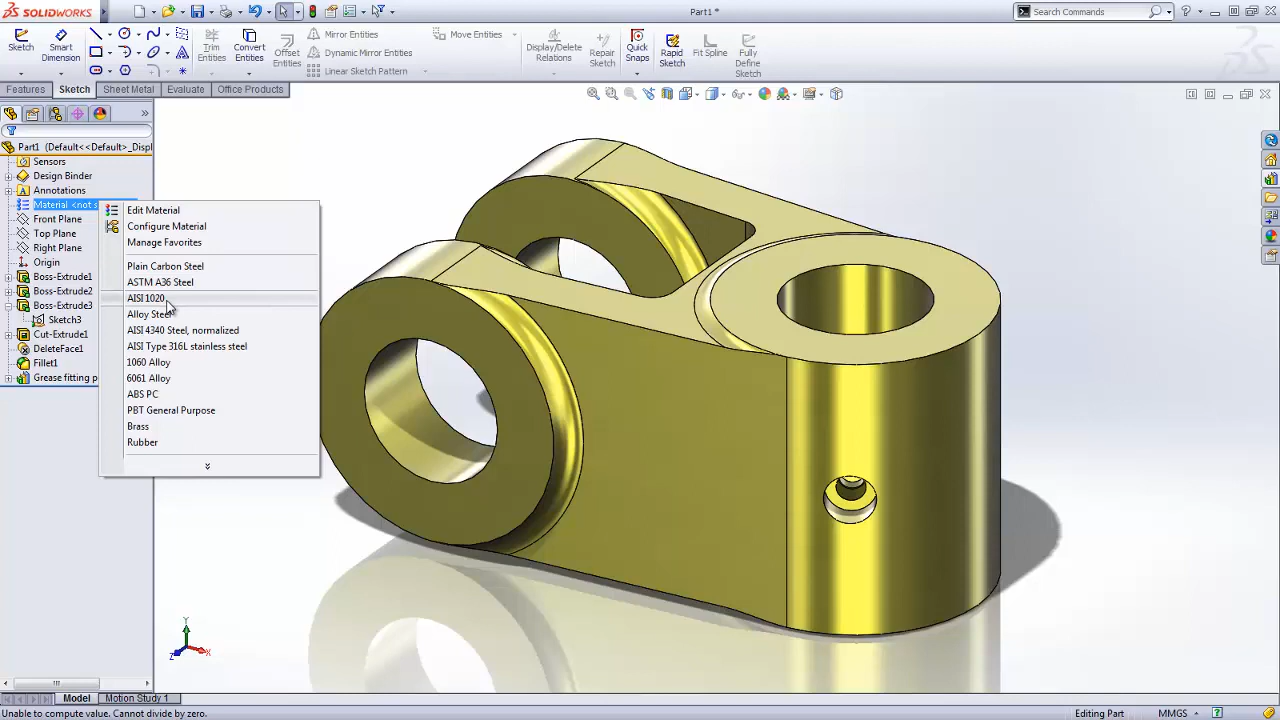 SOLIDWORKS
Part1 *
Search Commands
Sketch
Smart Dimension
Trim Entities
Convert Entities
Offset Entities
Mirror Entities
Dynamic Mirror Entities
Linear Sketch Pattern
Move Entities
Display/Delete Relations
Repair Sketch
Quick Snaps
Rapid Sketch
Fit Spline
Fully Define Sketch
Features
Sketch
Sheet Metal
Evaluate
Office Products
Part1 (Default<<Default>_Displ
Sensors
Design Binder
Annotations
Material <not s
Front Plane
Top Plane
Right Plane
Origin
Boss-Extrude1
Boss-Extrude2
Boss-Extrude3
Sketch3
Cut-Extrude1
DeleteFace1
Fillet1
Grease fitting p
Edit Material
Configure Material
Manage Favorites
Plain Carbon Steel
ASTM A36 Steel
AISI 1020
Alloy Steel
AISI 4340 Steel, normalized
AISI Type 316L stainless steel
1060 Alloy
6061 Alloy
ABS PC
PBT General Purpose
Brass
Rubber
Y
X
Z
Model
Motion Study 1
Unable to compute value. Cannot divide by zero.
Editing Part
MMGS